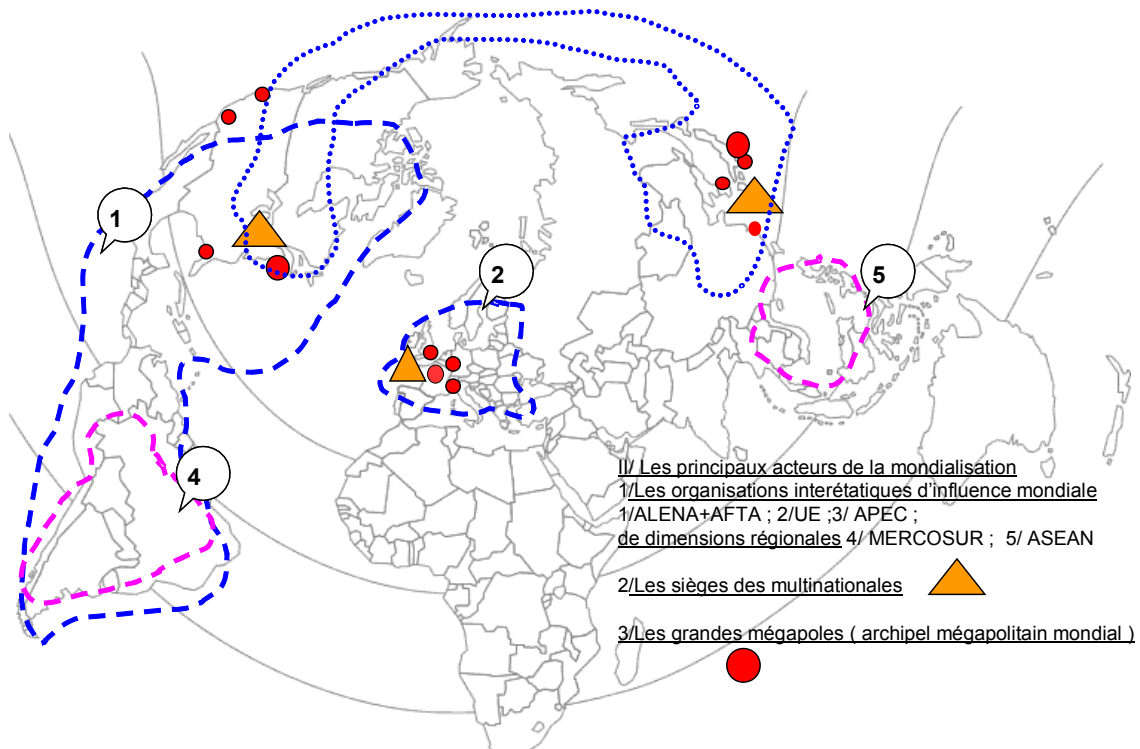 1
2
5
4
II/ Les principaux acteurs de la mondialisation
1/Les organisations interétatiques d'influence mondiale
1/ALENA+AFTA ; 2/UE ;3/ APEC ;
de dimensions régionales 4/ MERCOSUR ; 5/ ASEAN
2/Les sièges des multinationales
3/Les grandes mégapoles ( archipel mégapolitain mondial )